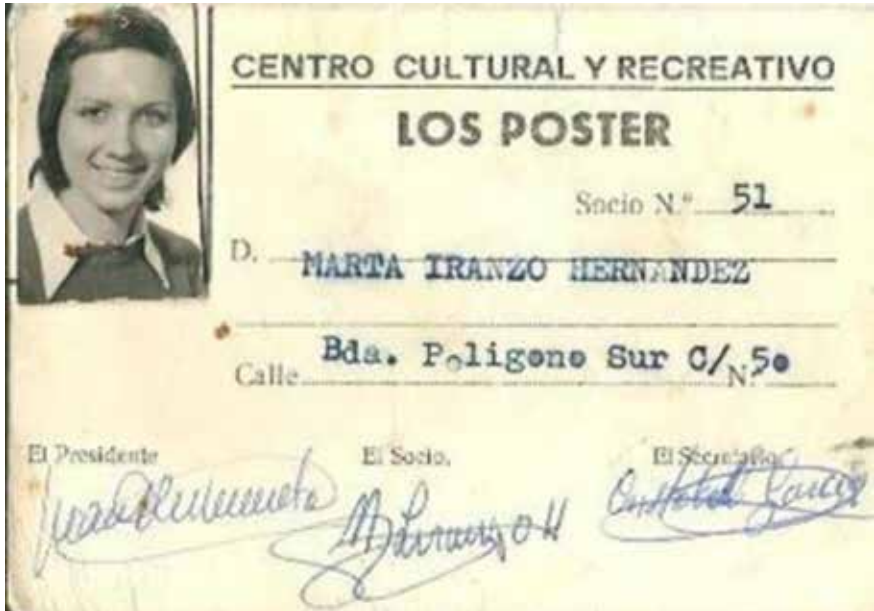 CENTRO CULTURAL Y RECREATIVO
LOS POSTER
Socio N.º 51
D. MARTA IRANZO HERNANDEZ
Calle Bda. Poligono Sur C/N.50
El Presidente El Socio, El Secretario